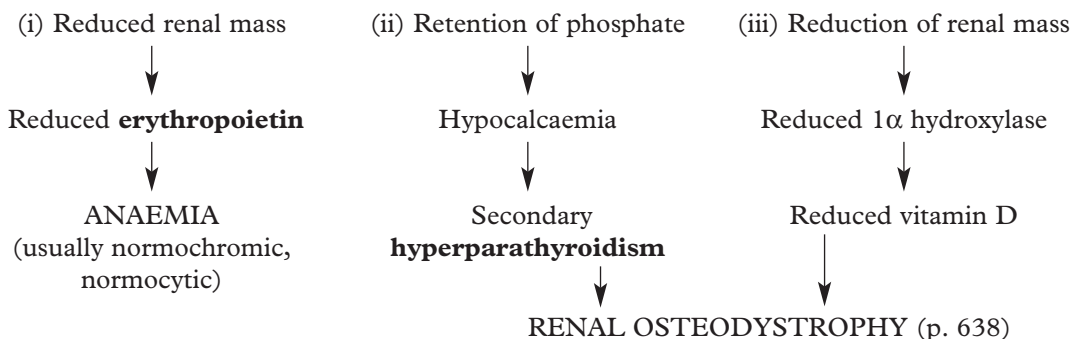 (i) Reduced renal mass
Reduced erythropoietin
ANAEMIA
(usually normochromic,
normocytic)
(ii) Retention of phosphate
Hypocalcaemia
Secondary
hyperparathyroidism
(iii) Reduction of renal mass
Reduced 1α hydroxylase
Reduced vitamin D
RENAL OSTEODYSTROPHY (p. 638)